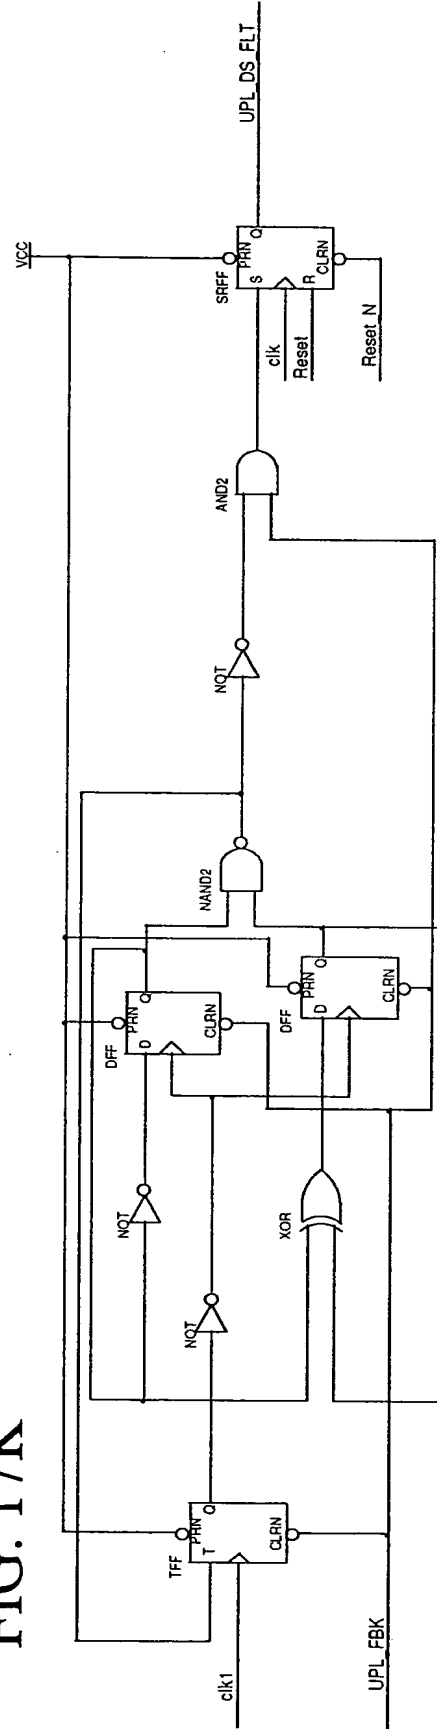 FIG. 17K
VCC
UPL_DS_FLT
SRFF
PRN
S
Q
clk
Reset
R
CLRN
Reset_N
AND2
NOT
NAND2
DFF
PRN
D
Q
CLRN
DFF
PRN
D
Q
CLRN
NOT
XOR
NOT
TFF
PRN
T
Q
CLRN
clk1
UPL_FBK